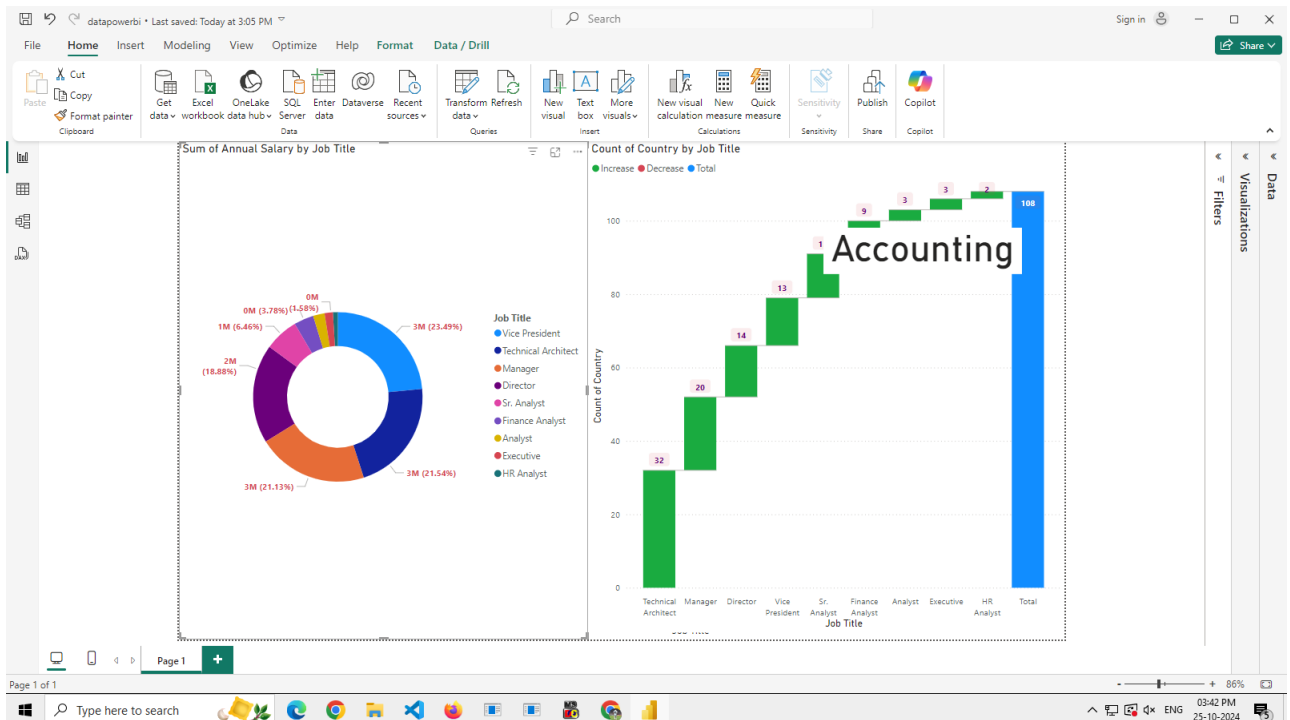 datapowerbi • Last saved: Today at 3:05 PM
Search
Sign in
File Home Insert Modeling View Optimize Help Format Data / Drill
Share
Paste
Cut
Copy
Format painter
Clipboard
Get data
Excel workbook
OneLake data hub
SQL Server
Enter data
Dataverse
Recent sources
Data
Transform data
Refresh
Queries
New visual
Text box
More visuals
Insert
New visual calculation
New measure
Quick measure
Calculations
Sensitivity
Sensitivity
Publish
Share
Copilot
Copilot
Sum of Annual Salary by Job Title
0M
0M (3.78%)
(1.58%)
1M (6.46%)
3M (23.49%)
2M
(18.88%)
3M (21.54%)
3M (21.13%)
Job Title
Vice President
Technical Architect
Manager
Director
Sr. Analyst
Finance Analyst
Analyst
Executive
HR Analyst
Count of Country by Job Title
Increase Decrease Total
Count of Country
100
80
60
40
20
0
32
20
14
13
1
9
3
3
2
108
Accounting
Technical Architect
Manager
Director
Vice President
Sr. Analyst
Finance Analyst
Analyst
Executive
HR Analyst
Total
Job Title
Filters
Visualizations
Data
Page 1
Page 1 of 1
- + 86%
Type here to search
ENG
03:42 PM
25-10-2024